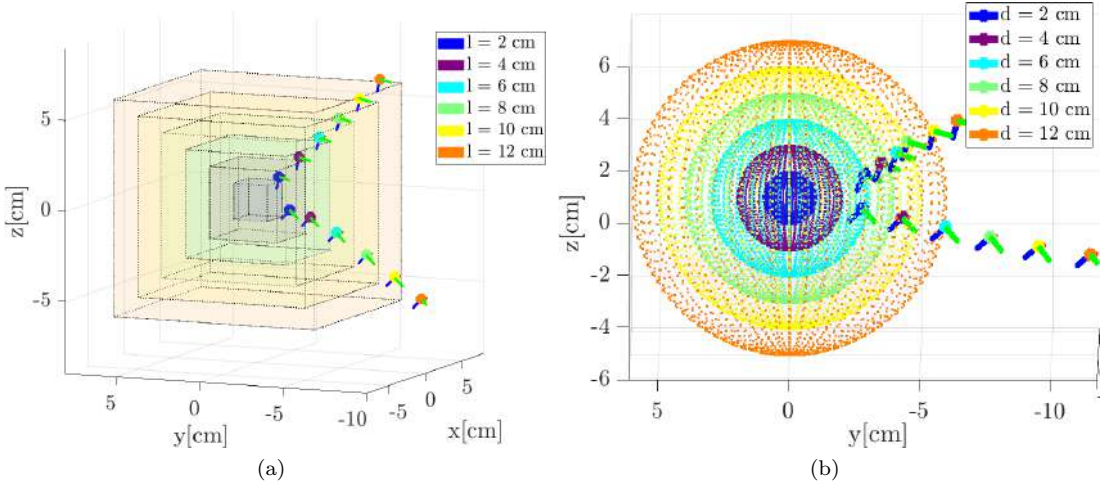 l = 2 cm
l = 4 cm
l = 6 cm
l = 8 cm
l = 10 cm
l = 12 cm
5
0
-5
z[cm]
5
0
-5
-10
y[cm]
-5
0
5
x[cm]
(a)
d = 2 cm
d = 4 cm
d = 6 cm
d = 8 cm
d = 10 cm
d = 12 cm
6
4
2
0
-2
-4
-6
z[cm]
5
0
-5
-10
y[cm]
(b)